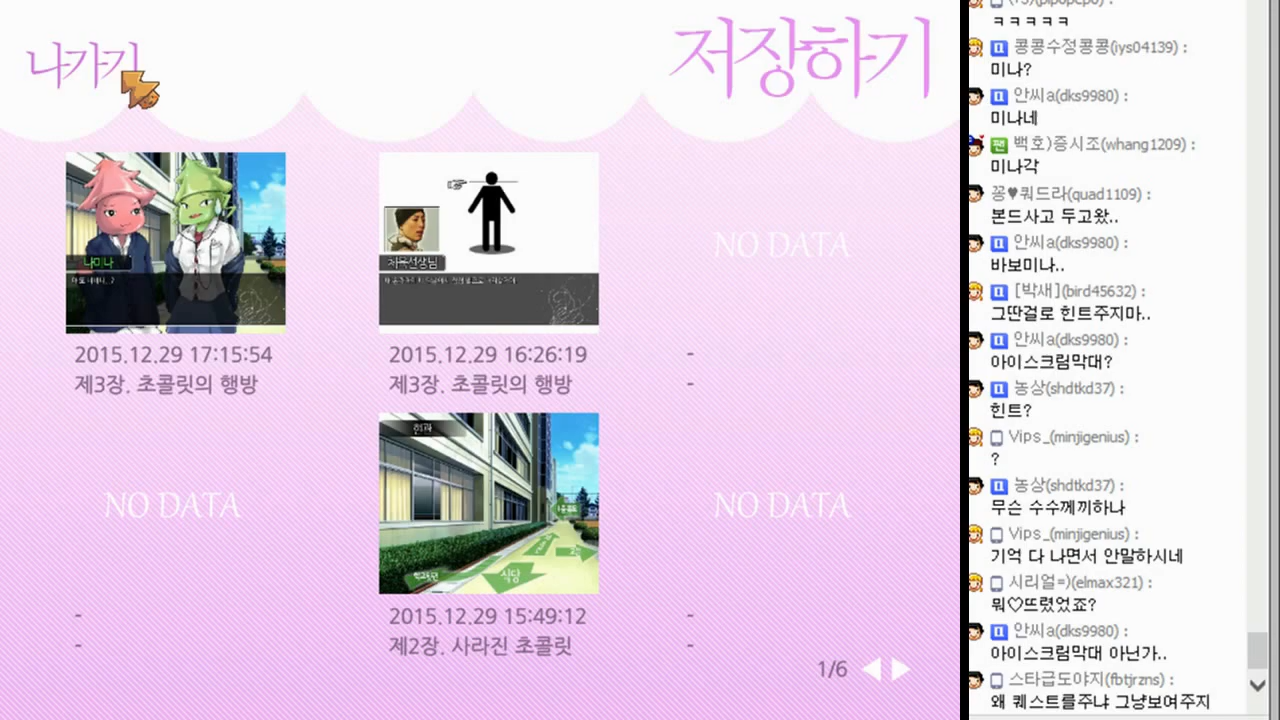 나가기
저장하기
나미나
체육선생님
NO DATA
2015.12.29 17:15:54
제3장. 초콜릿의 행방
2015.12.29 16:26:19
제3장. 초콜릿의 행방
-
-
NO DATA
현관
식당
NO DATA
-
-
2015.12.29 15:49:12
제2장. 사라진 초콜릿
-
-
1/6
ㅋㅋㅋㅋㅋ
콩콩수정콩콩(iys04139) :
미나?
안씨a(dks9980) :
미나네
백호)증시조(whang1209) :
미나각
꽁♥쿼드라(quad1109) :
본드사고 두고왔..
안씨a(dks9980) :
바보미나..
[박새](bird45632) :
그딴걸로 힌트주지마..
안씨a(dks9980) :
아이스크림막대?
농상(shdtkd37) :
힌트?
Vips_(minjigenius) :
?
농상(shdtkd37) :
무슨 수수께끼하나
Vips_(minjigenius) :
기억 다 나면서 안말하시네
시리얼=)(elmax321) :
뭐♡뜨렸었죠?
안씨a(dks9980) :
아이스크림막대 아닌가..
스타급도야지(fbtjrzns) :
왜 퀘스트를주냐 그냥보여주지